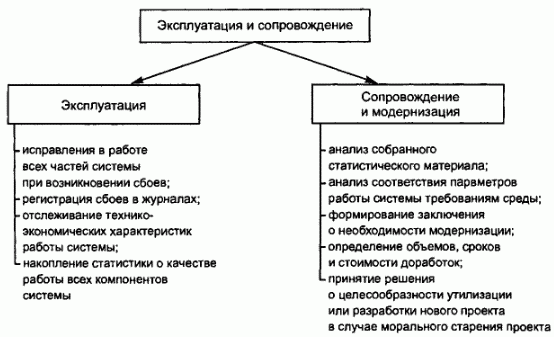 Эксплуатация и сопровождение
Эксплуатация
исправления в работе
всех частей системы
при возникновении сбоев;
регистрация сбоев в журналах;
отслеживание технико-
экономических характеристик
работы системы;
накопление статистики о качестве
работы всех компонентов
системы
Сопровождение
и модернизация
анализ собранного
статистического материала;
анализ соответствия парвметров
работы системы требованиям среды;
формирование заключения
о необходимости модернизации;
определение объемов, сроков
и стоимости доработок;
принятие решения
о целесообразности утилизации
или разработки нового проекта
в случае морального старения проекта